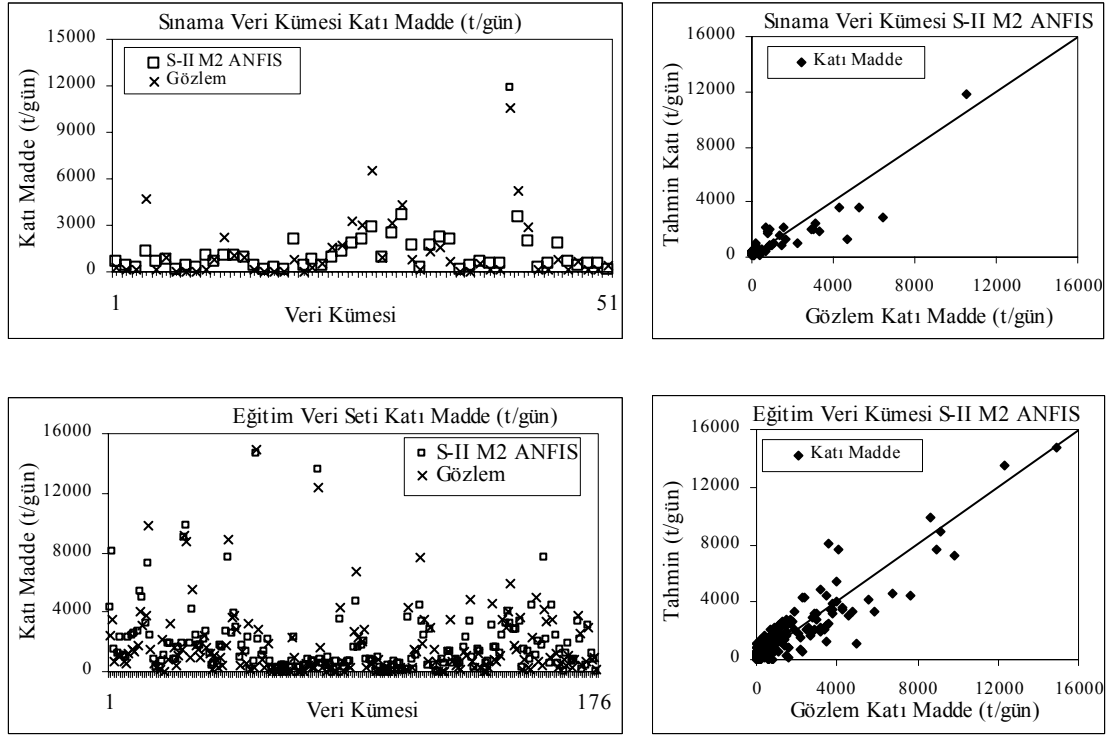 Sınama Veri Kümesi Katı Madde (t/gün)
15000
12000
9000
6000
3000
0
Katı Madde (t/gün)
S-II M2 ANFIS
Gözlem
1
51
Veri Kümesi
Sınama Veri Kümesi S-II M2 ANFIS
16000
12000
8000
4000
0
Tahmin Katı (t/gün)
Katı Madde
0
4000
8000
12000
16000
Gözlem Katı Madde (t/gün)
Eğitim Veri Seti Katı Madde (t/gün)
16000
12000
8000
4000
0
Katı Madde (t/gün)
S-II M2 ANFIS
Gözlem
1
176
Veri Kümesi
Eğitim Veri Kümesi S-II M2 ANFIS
16000
12000
8000
4000
0
Tahmin (t/gün)
Katı Madde
0
4000
8000
12000
16000
Gözlem Katı Madde (t/gün)